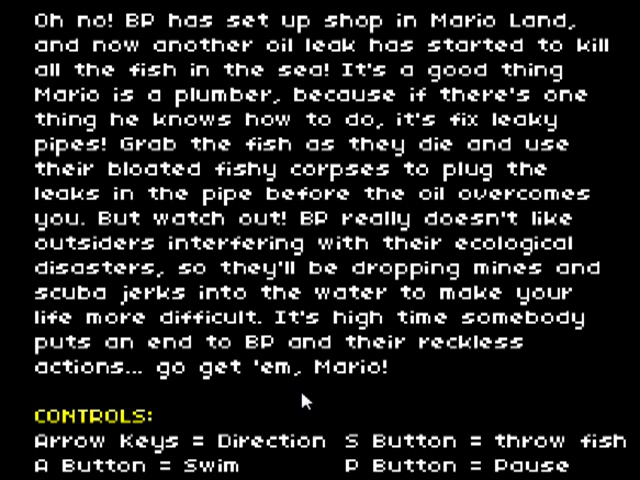 Oh no! BP has set up shop in Mario Land,
and now another oil leak has started to kill
all the fish in the sea! It's a good thing
Mario is a plumber, because if there's one
thing he knows how to do, it's fix leaky
pipes! Grab the fish as they die and use
their bloated fishy corpses to plug the
leaks in the pipe before the oil overcomes
you. But watch out! BP really doesn't like
outsiders interfering with their ecological
disasters, so they'll be dropping mines and
scuba jerks into the water to make your
life more difficult. It's high time somebody
puts an end to BP and their reckless
actions... go get 'em, Mario!
CONTROLS:
Arrow Keys = Direction S Button = throw fish
A Button = Swim P Button = Pause